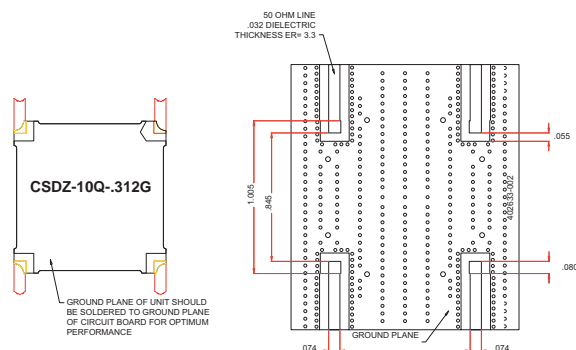 50 OHM LINE
.032 DIELECTRIC
THICKNESS ER= 3.3
CSDZ-10Q-.312G
1.005
.845
.055
402633-002
.080
GROUND PLANE OF UNIT SHOULD
BE SOLDERED TO GROUND PLANE
OF CIRCUIT BOARD FOR OPTIMUM
PERFORMANCE
GROUND PLANE
.074
.074